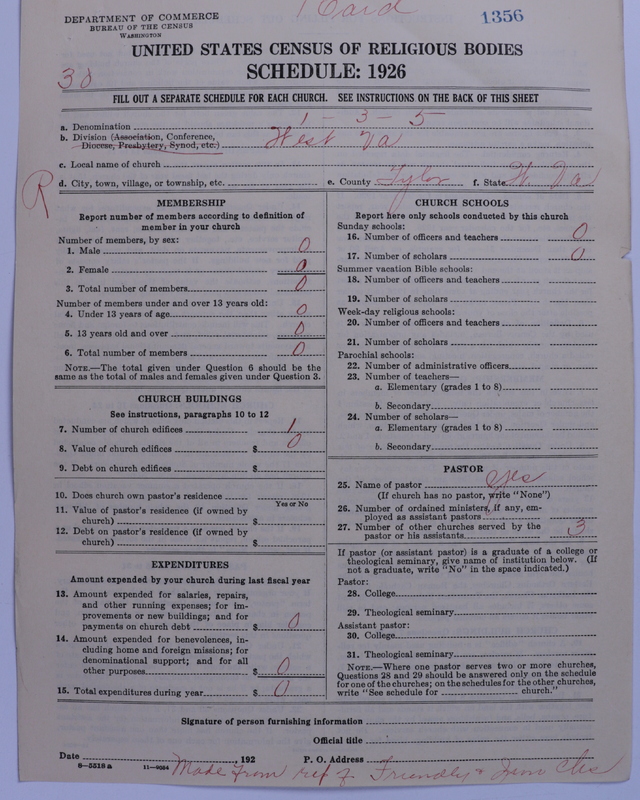 Card
1356
DEPARTMENT OF COMMERCE
BUREAU OF THE CENSUS
WASHINGTON
UNITED STATES CENSUS OF RELIGIOUS BODIES
SCHEDULE: 1926
30
FILL OUT A SEPARATE SCHEDULE FOR EACH CHURCH. SEE INSTRUCTIONS ON THE BACK OF THIS SHEET
a. Denomination 1-3-5
b. Division (Association, Conference,
Diocese, Presbytery, Synod, etc.) West Va
c. Local name of church
R
d. City, town, village, or township, etc. e. County Tyler f. State W. Va
MEMBERSHIP
Report number of members according to definition of
member in your church
Number of members, by sex:
1. Male 0
2. Female 0
3. Total number of members 0
Number of members under and over 13 years old:
4. Under 13 years of age 0
5. 13 years old and over 0
6. Total number of members 0
NOTE.—The total given under Question 6 should be the
same as the total of males and females given under Question 3.
CHURCH BUILDINGS
See instructions, paragraphs 10 to 12
7. Number of church edifices 1
8. Value of church edifices $ 0
9. Debt on church edifices $
10. Does church own pastor's residence
Yes or No
11. Value of pastor's residence (if owned by
church) $
12. Debt on pastor's residence (if owned by
church) $
EXPENDITURES
Amount expended by your church during last fiscal year
13. Amount expended for salaries, repairs,
and other running expenses; for im-
provements or new buildings; and for
payments on church debt $ 0
14. Amount expended for benevolences, in-
cluding home and foreign missions; for
denominational support; and for all
other purposes $ 0
15. Total expenditures during year $ 0
CHURCH SCHOOLS
Report here only schools conducted by this church
Sunday schools:
16. Number of officers and teachers 0
17. Number of scholars 0
Summer vacation Bible schools:
18. Number of officers and teachers
19. Number of scholars
Week-day religious schools:
20. Number of officers and teachers
21. Number of scholars
Parochial schools:
22. Number of administrative officers
23. Number of teachers—
a. Elementary (grades 1 to 8)
b. Secondary
24. Number of scholars—
a. Elementary (grades 1 to 8)
b. Secondary
PASTOR
25. Name of pastor yes
(If church has no pastor, write "None")
26. Number of ordained ministers, if any, em-
ployed as assistant pastors
27. Number of other churches served by the
pastor or his assistants 3
If pastor (or assistant pastor) is a graduate of a college or
theological seminary, give name of institution below. (If
not a graduate, write "No" in the space indicated.)
Pastor:
28. College
29. Theological seminary
Assistant pastor:
30. College
31. Theological seminary
NOTE.—Where one pastor serves two or more churches,
Questions 28 and 29 should be answered only on the schedule
for one of the churches; on the schedules for the other churches,
write "See schedule for church."
Signature of person furnishing information
Official title
Date , 192 P. O. Address
8—5518a 11—9054 Made from rep of Friendly &